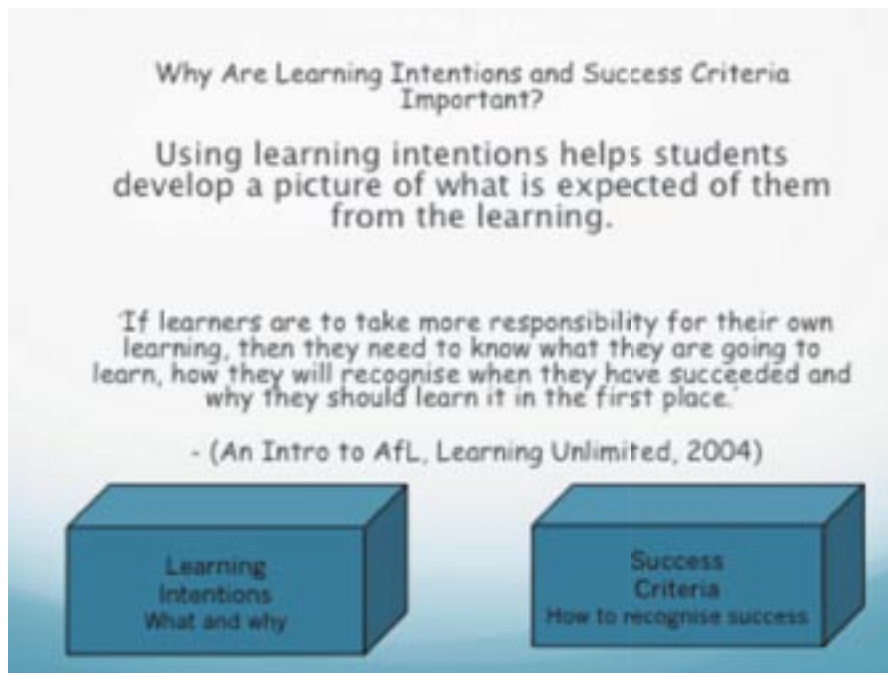 Why Are Learning Intentions and Success Criteria
Important?
Using learning intentions helps students
develop a picture of what is expected of them
from the learning.
'If learners are to take more responsibility for their own
learning, then they need to know what they are going to
learn, how they will recognise when they have succeeded and
why they should learn it in the first place.'
- (An Intro to AfL, Learning Unlimited, 2004)
Learning
Intentions
What and why
Success
Criteria
How to recognise success